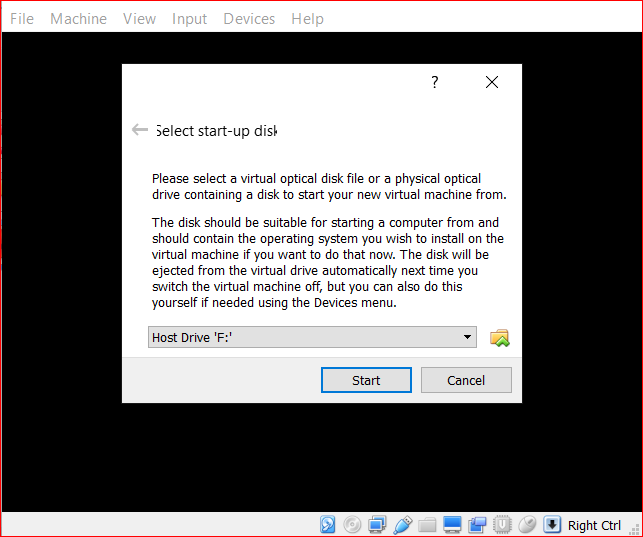 File Machine View Input Devices Help
?
Select start-up disk
Please select a virtual optical disk file or a physical optical
drive containing a disk to start your new virtual machine from.
The disk should be suitable for starting a computer from and
should contain the operating system you wish to install on the
virtual machine if you want to do that now. The disk will be
ejected from the virtual drive automatically next time you
switch the virtual machine off, but you can also do this
yourself if needed using the Devices menu.
Host Drive 'F:'
Start Cancel
Right Ctrl